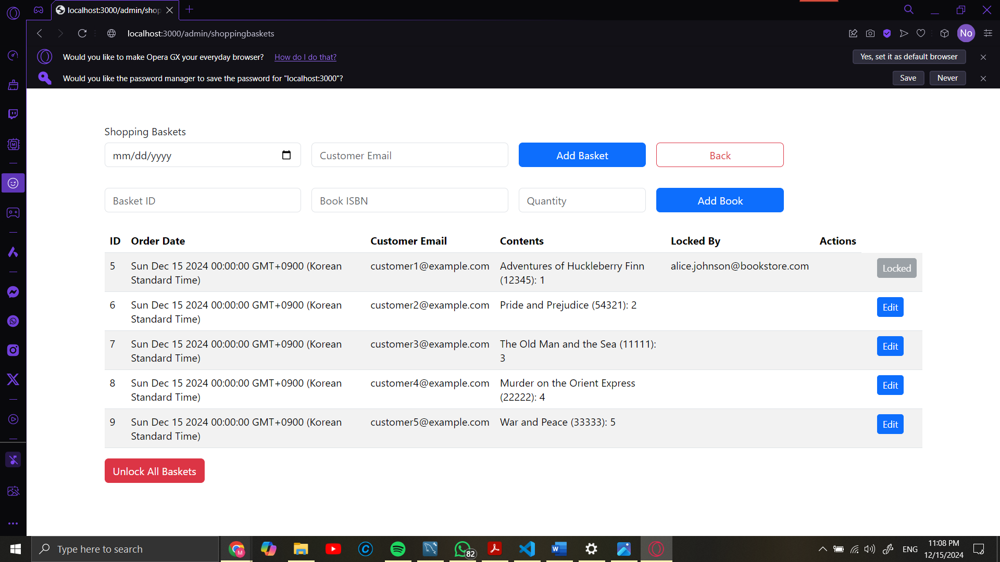 localhost:3000/admin/shop
localhost:3000/admin/shoppingbaskets
No
Would you like to make Opera GX your everyday browser? How do I do that? Yes, set it as default browser
Would you like the password manager to save the password for "localhost:3000"? Save Never
Shopping Baskets
mm/dd/yyyy Customer Email Add Basket Back
Basket ID Book ISBN Quantity Add Book
ID Order Date Customer Email Contents Locked By Actions
5 Sun Dec 15 2024 00:00:00 GMT+0900 (Korean customer1@example.com Adventures of Huckleberry Finn alice.johnson@bookstore.com Locked
Standard Time) (12345): 1
6 Sun Dec 15 2024 00:00:00 GMT+0900 (Korean customer2@example.com Pride and Prejudice (54321): 2 Edit
Standard Time)
7 Sun Dec 15 2024 00:00:00 GMT+0900 (Korean customer3@example.com The Old Man and the Sea (11111): Edit
Standard Time) 3
8 Sun Dec 15 2024 00:00:00 GMT+0900 (Korean customer4@example.com Murder on the Orient Express Edit
Standard Time) (22222): 4
9 Sun Dec 15 2024 00:00:00 GMT+0900 (Korean customer5@example.com War and Peace (33333): 5 Edit
Standard Time)
Unlock All Baskets
Type here to search
M
82
ENG
11:08 PM
12/15/2024